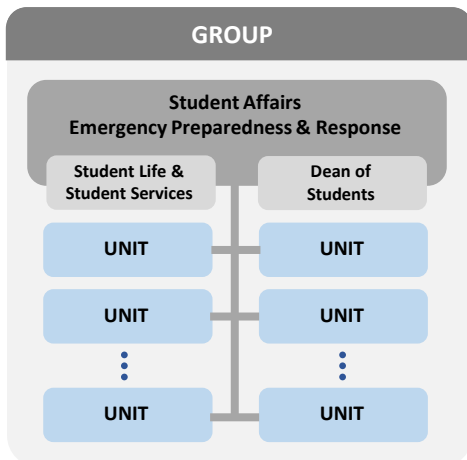 GROUP
Student Affairs
Emergency Preparedness & Response
Student Life &
Student Services
Dean of
Students
UNIT
UNIT
UNIT
UNIT
UNIT
UNIT